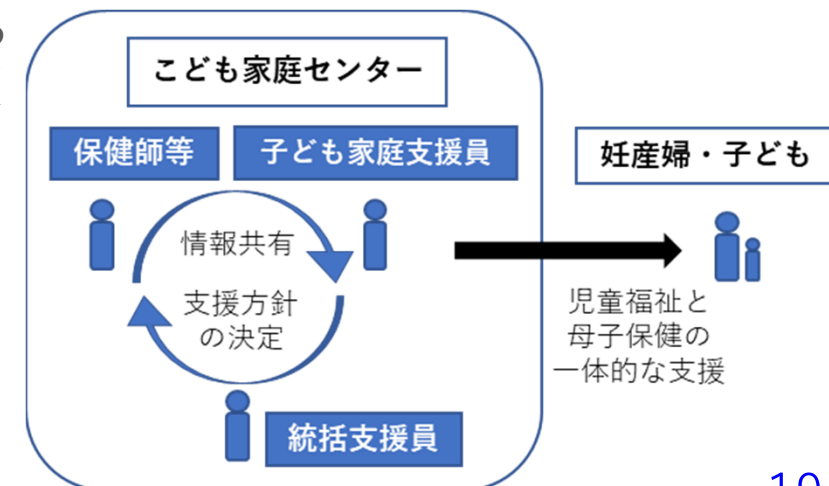 こども家庭センター
保健師等
子ども家庭支援員
妊産婦・子ども
情報共有
支援方針
の決定
児童福祉と
母子保健の
一体的な支援
統括支援員